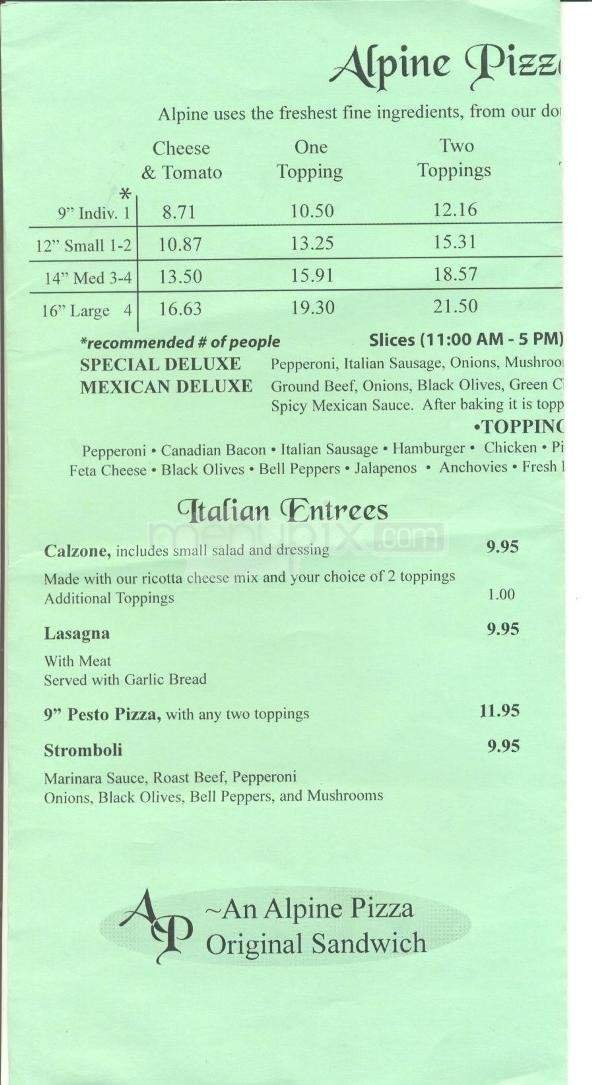 Alpine Pizz
Alpine uses the freshest fine ingredients, from our do
Cheese & Tomato One Topping Two Toppings
*
9” Indiv. 1 8.71 10.50 12.16
12” Small 1-2 10.87 13.25 15.31
14” Med 3-4 13.50 15.91 18.57
16” Large 4 16.63 19.30 21.50
*recommended # of people Slices (11:00 AM - 5 PM)
SPECIAL DELUXE Pepperoni, Italian Sausage, Onions, Mushroo
MEXICAN DELUXE Ground Beef, Onions, Black Olives, Green C
Spicy Mexican Sauce. After baking it is topp
•TOPPING
Pepperoni • Canadian Bacon • Italian Sausage • Hamburger • Chicken • Pi
Feta Cheese • Black Olives • Bell Peppers • Jalapenos • Anchovies • Fresh
Italian Entrees
menupix.com
Calzone, includes small salad and dressing 9.95
Made with our ricotta cheese mix and your choice of 2 toppings
Additional Toppings 1.00
Lasagna 9.95
With Meat
Served with Garlic Bread
9” Pesto Pizza, with any two toppings 11.95
Stromboli 9.95
Marinara Sauce, Roast Beef, Pepperoni
Onions, Black Olives, Bell Peppers, and Mushrooms
AP ~An Alpine Pizza
Original Sandwich